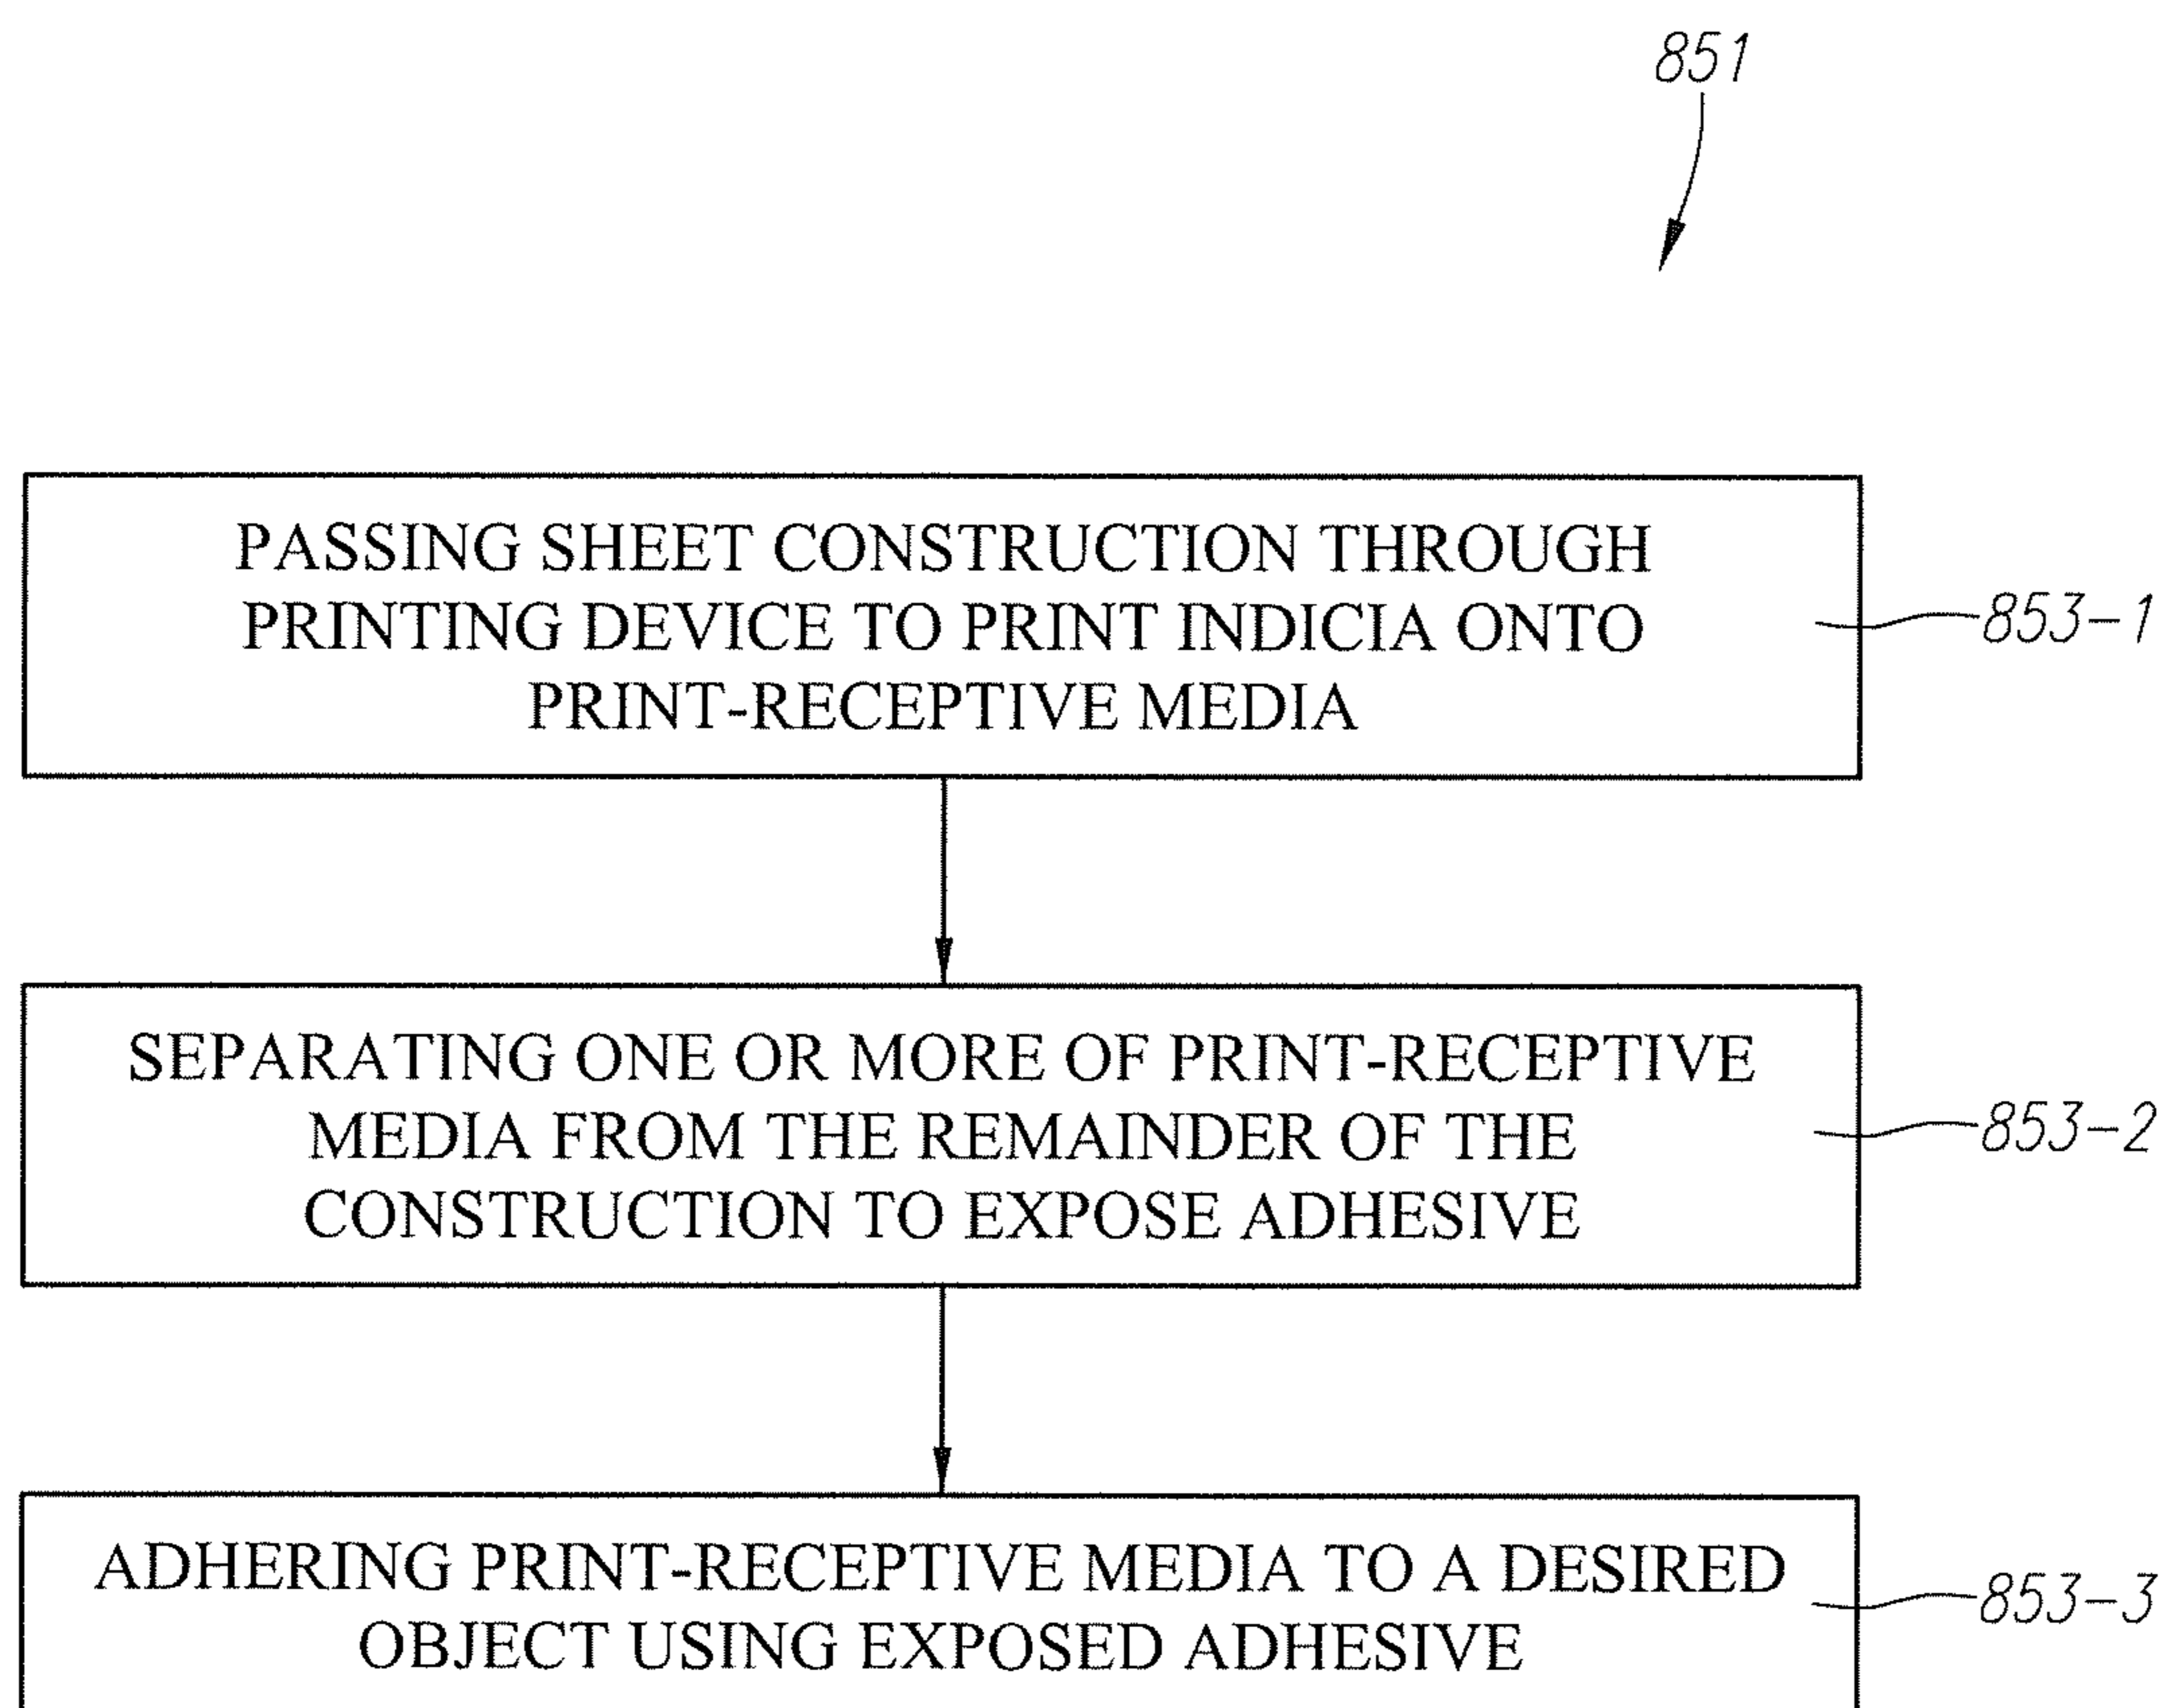 851
PASSING SHEET CONSTRUCTION THROUGH
PRINTING DEVICE TO PRINT INDICIA ONTO
PRINT-RECEPTIVE MEDIA
853-1
SEPARATING ONE OR MORE OF PRINT-RECEPTIVE
MEDIA FROM THE REMAINDER OF THE
CONSTRUCTION TO EXPOSE ADHESIVE
853-2
ADHERING PRINT-RECEPTIVE MEDIA TO A DESIRED
OBJECT USING EXPOSED ADHESIVE
853-3